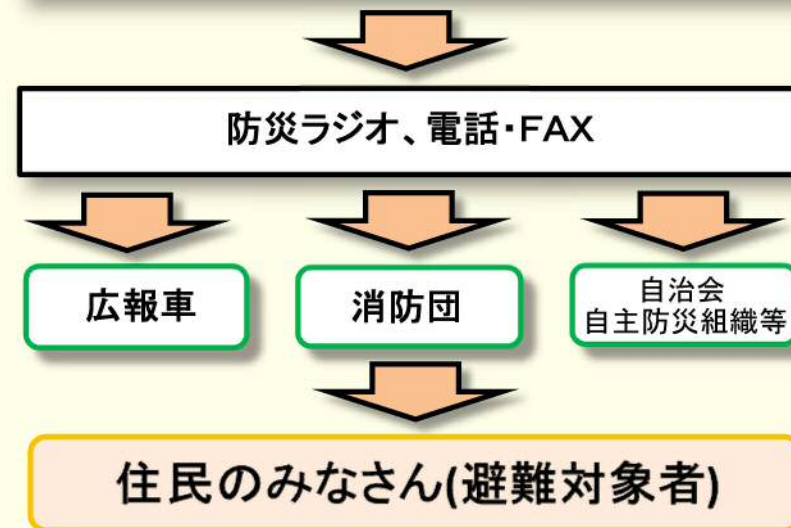 防災ラジオ、電話・FAX
広報車
消防団
自治会
自主防災組織等
住民のみなさん(避難対象者)